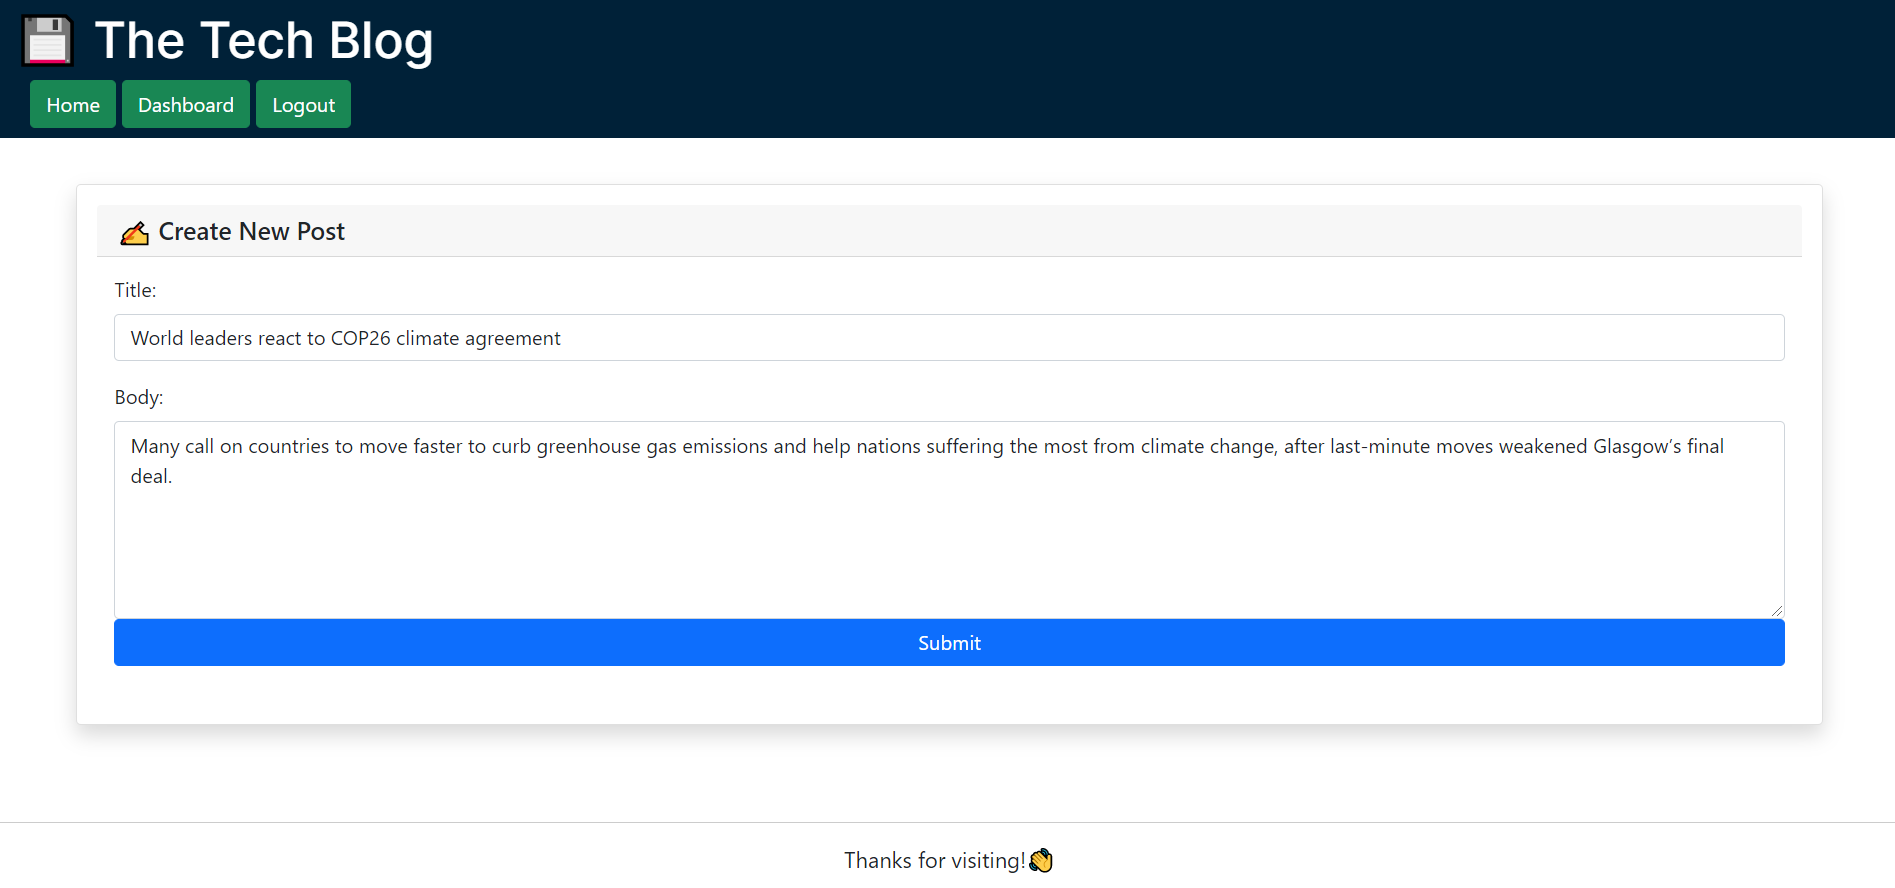 The Tech Blog
Home Dashboard Logout
Create New Post
Title:
World leaders react to COP26 climate agreement
Body:
Many call on countries to move faster to curb greenhouse gas emissions and help nations suffering the most from climate change, after last-minute moves weakened Glasgow’s final
deal.
Submit
Thanks for visiting!👏